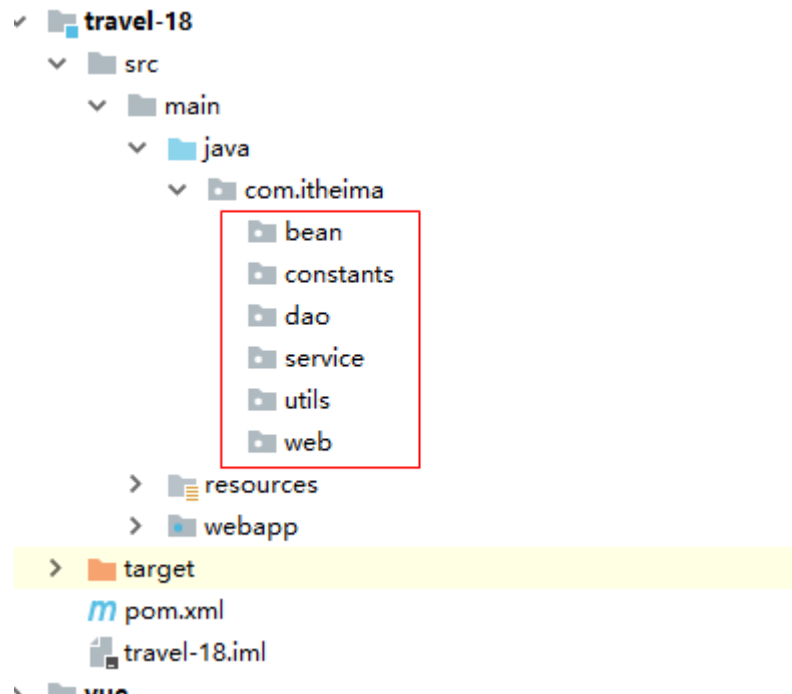 travel-18
src
main
java
com.itheima
bean
constants
dao
service
utils
web
resources
webapp
target
pom.xml
travel-18.iml